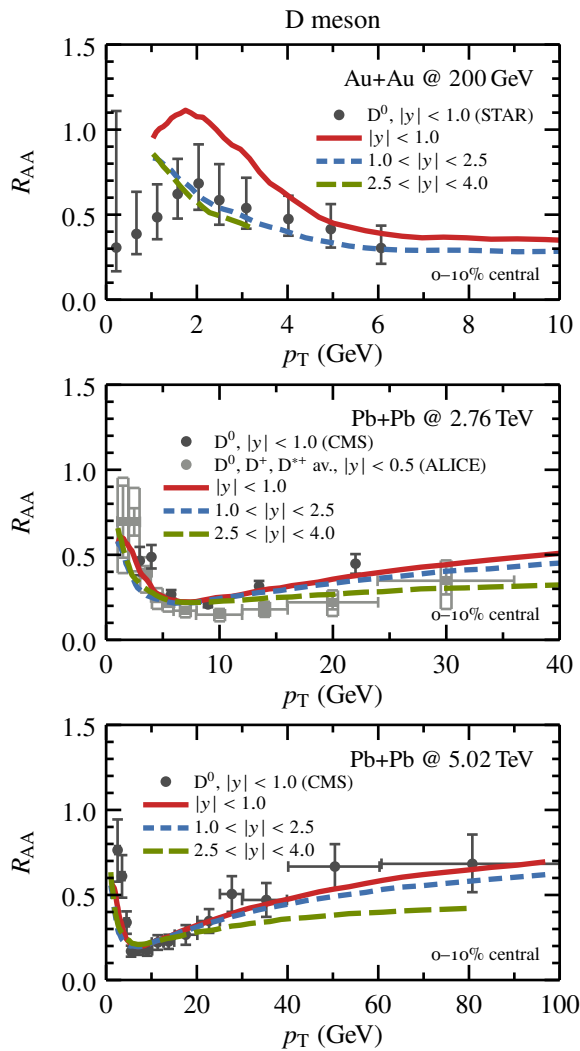 D meson
1.5
1.0
0.5
0.0
R_AA
Au+Au @ 200 GeV
D⁰, |y| < 1.0 (STAR)
|y| < 1.0
1.0 < |y| < 2.5
2.5 < |y| < 4.0
0–10% central
0 2 4 6 8 10
p_T (GeV)
1.5
1.0
0.5
0.0
R_AA
Pb+Pb @ 2.76 TeV
D⁰, |y| < 1.0 (CMS)
D⁰, D⁺, D*⁺ av., |y| < 0.5 (ALICE)
|y| < 1.0
1.0 < |y| < 2.5
2.5 < |y| < 4.0
0–10% central
0 10 20 30 40
p_T (GeV)
1.5
1.0
0.5
0.0
R_AA
Pb+Pb @ 5.02 TeV
D⁰, |y| < 1.0 (CMS)
|y| < 1.0
1.0 < |y| < 2.5
2.5 < |y| < 4.0
0–10% central
0 20 40 60 80 100
p_T (GeV)